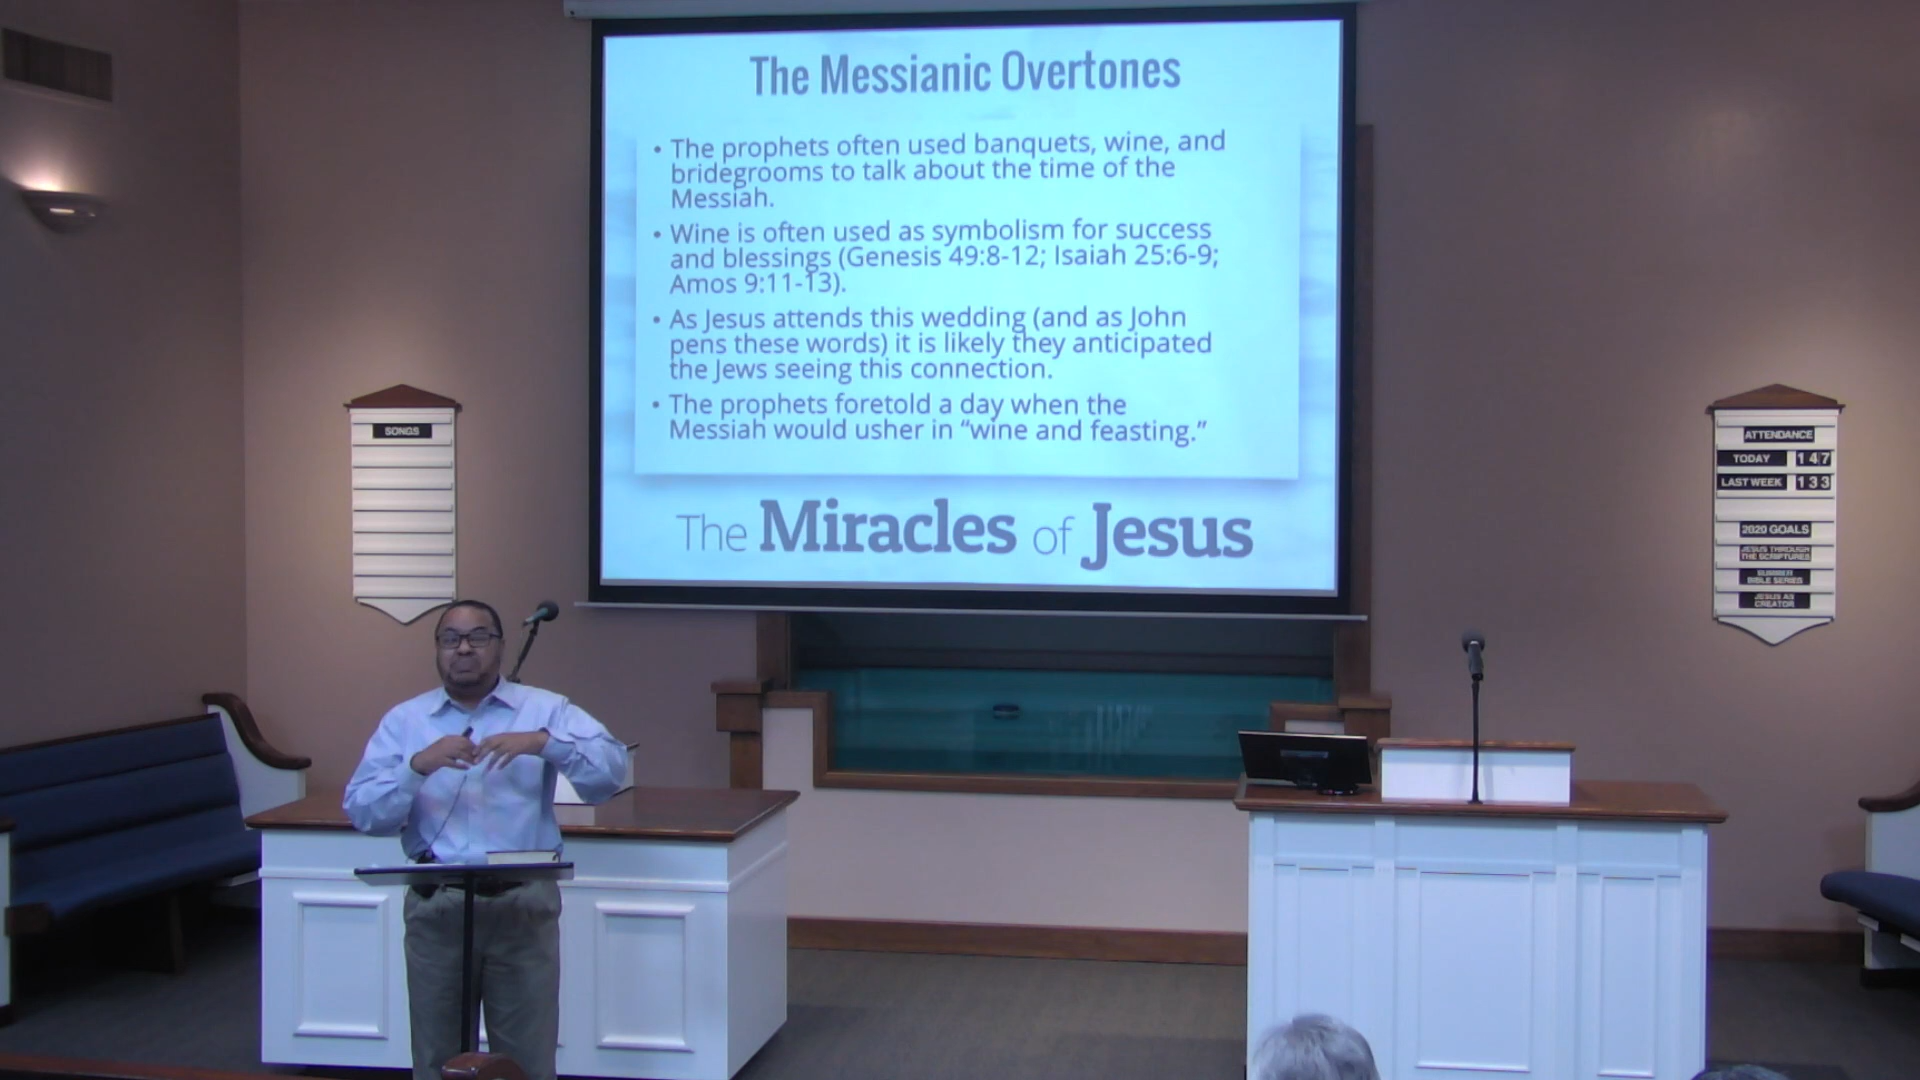 The Messianic Overtones
• The prophets often used banquets, wine, and
bridegrooms to talk about the time of the
Messiah.
• Wine is often used as symbolism for success
and blessings (Genesis 49:8-12; Isaiah 25:6-9;
Amos 9:11-13).
• As Jesus attends this wedding (and as John
pens these words) it is likely they anticipated
the Jews seeing this connection.
• The prophets foretold a day when the
Messiah would usher in “wine and feasting.”
The Miracles of Jesus
SONGS
ATTENDANCE
TODAY 147
LAST WEEK 133
2020 GOALS
JESUS THROUGH
THE SCRIPTURES
SUMMER
BIBLE SERIES
JESUS AS
CREATOR